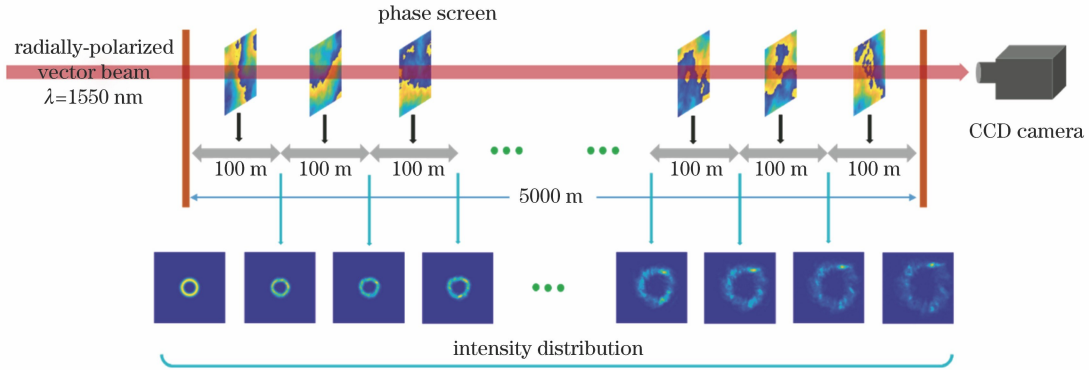 phase screen
radially-polarized
vector beam
λ=1550 nm
CCD camera
100 m
100 m
100 m
100 m
100 m
100 m
5000 m
intensity distribution